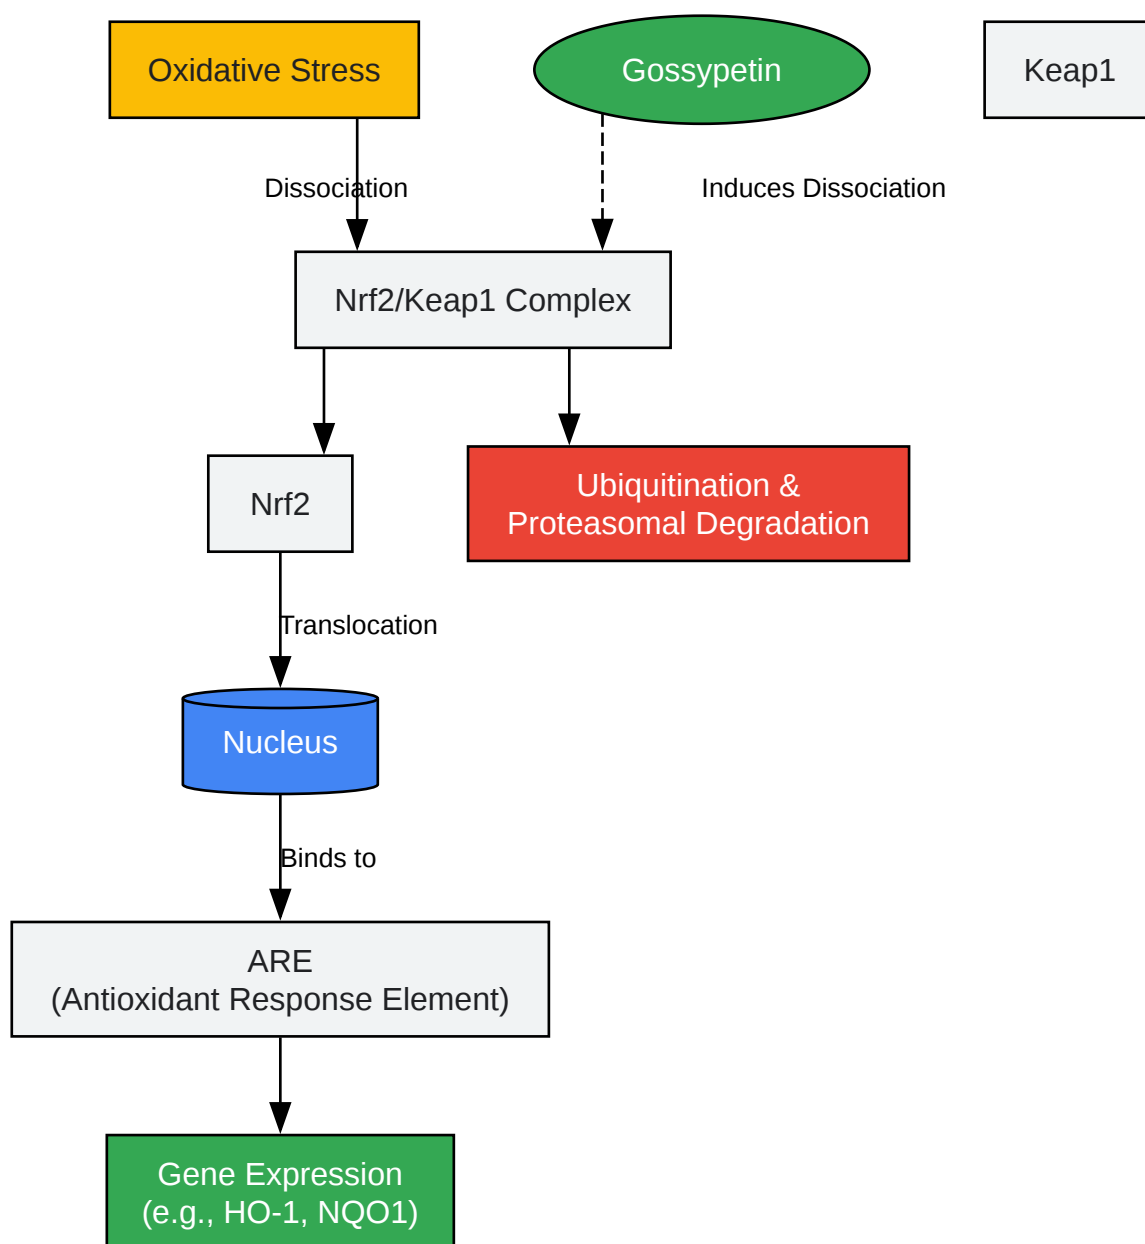 Oxidative Stress
Gossypetin
Keap1
Dissociation
Induces Dissociation
Nrf2/Keap1 Complex
Nrf2
Ubiquitination &
Proteasomal Degradation
Translocation
Nucleus
Binds to
ARE
(Antioxidant Response Element)
Gene Expression
(e.g., HO-1, NQO1)